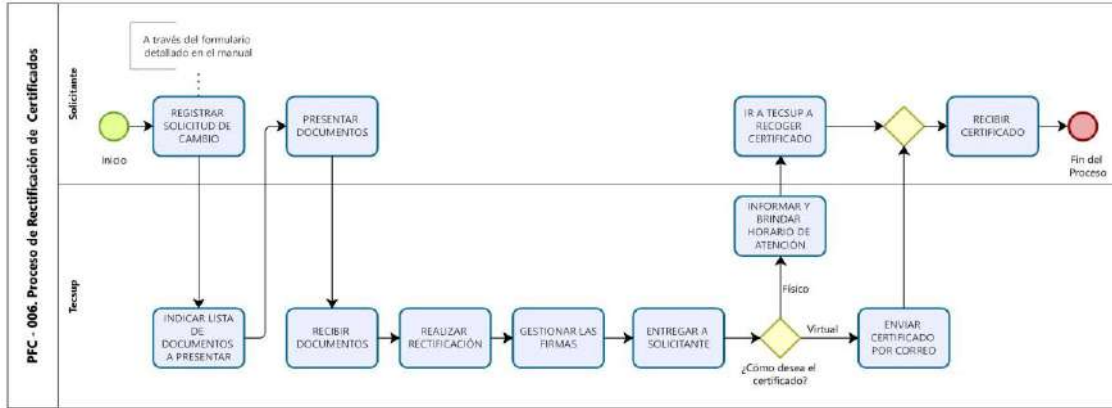 PFC - 006. Proceso de Rectificación de Certificados
Solicitante
A través del formulario
detallado en el manual
Inicio
REGISTRAR
SOLICITUD DE
CAMBIO
PRESENTAR
DOCUMENTOS
IR A TECSUP A
RECOGER
CERTIFICADO
RECIBIR
CERTIFICADO
Fin del
Proceso
Tecsup
INDICAR LISTA
DE
DOCUMENTOS
A PRESENTAR
RECIBIR
DOCUMENTOS
REALIZAR
RECTIFICACIÓN
GESTIONAR LAS
FIRMAS
ENTREGAR A
SOLICITANTE
¿Cómo desea el
certificado?
Físico
INFORMAR Y
BRINDAR
HORARIO DE
ATENCIÓN
Virtual
ENVIAR
CERTIFICADO
POR CORREO